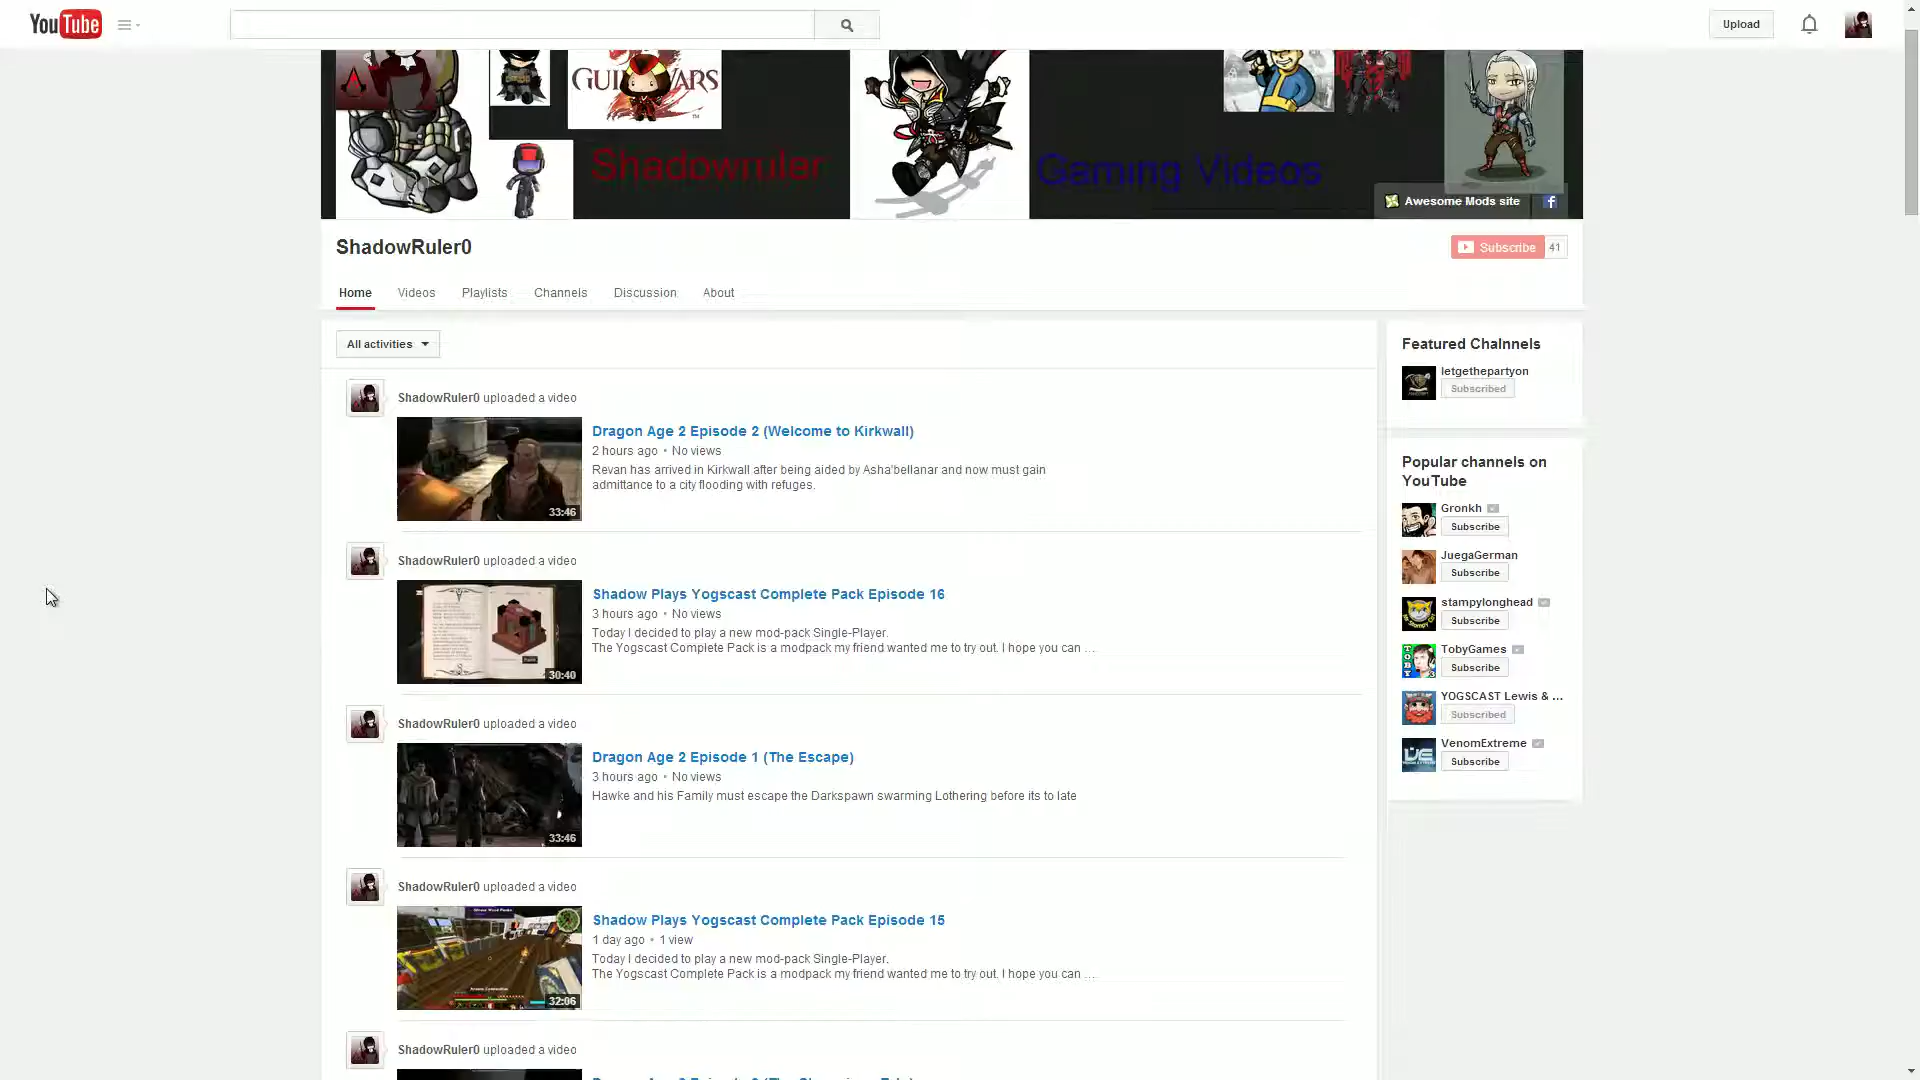 YouTube
Upload
GUILD WARS
Shadowruler
Gaming Videos
Awesome Mods site
ShadowRuler0
Subscribe 41
Home Videos Playlists Channels Discussion About
All activities
ShadowRuler0 uploaded a video
Dragon Age 2 Episode 2 (Welcome to Kirkwall)
2 hours ago • No views
Revan has arrived in Kirkwall after being aided by Asha'bellanar and now must gain
admittance to a city flooding with refuges.
33:46
ShadowRuler0 uploaded a video
Shadow Plays Yogscast Complete Pack Episode 16
3 hours ago • No views
Today I decided to play a new mod-pack Single-Player.
The Yogscast Complete Pack is a modpack my friend wanted me to try out. I hope you can ...
30:40
ShadowRuler0 uploaded a video
Dragon Age 2 Episode 1 (The Escape)
3 hours ago • No views
Hawke and his Family must escape the Darkspawn swarming Lothering before its to late
33:46
ShadowRuler0 uploaded a video
Shadow Plays Yogscast Complete Pack Episode 15
1 day ago • 1 view
Today I decided to play a new mod-pack Single-Player.
The Yogscast Complete Pack is a modpack my friend wanted me to try out. I hope you can ...
32:06
ShadowRuler0 uploaded a video
Featured Channels
letgethepartyon
Subscribed
Popular channels on
YouTube
Gronkh
Subscribe
JuegaGerman
Subscribe
stampylonghead
Subscribe
TobyGames
Subscribe
YOGSCAST Lewis & ...
Subscribed
VenomExtreme
Subscribe